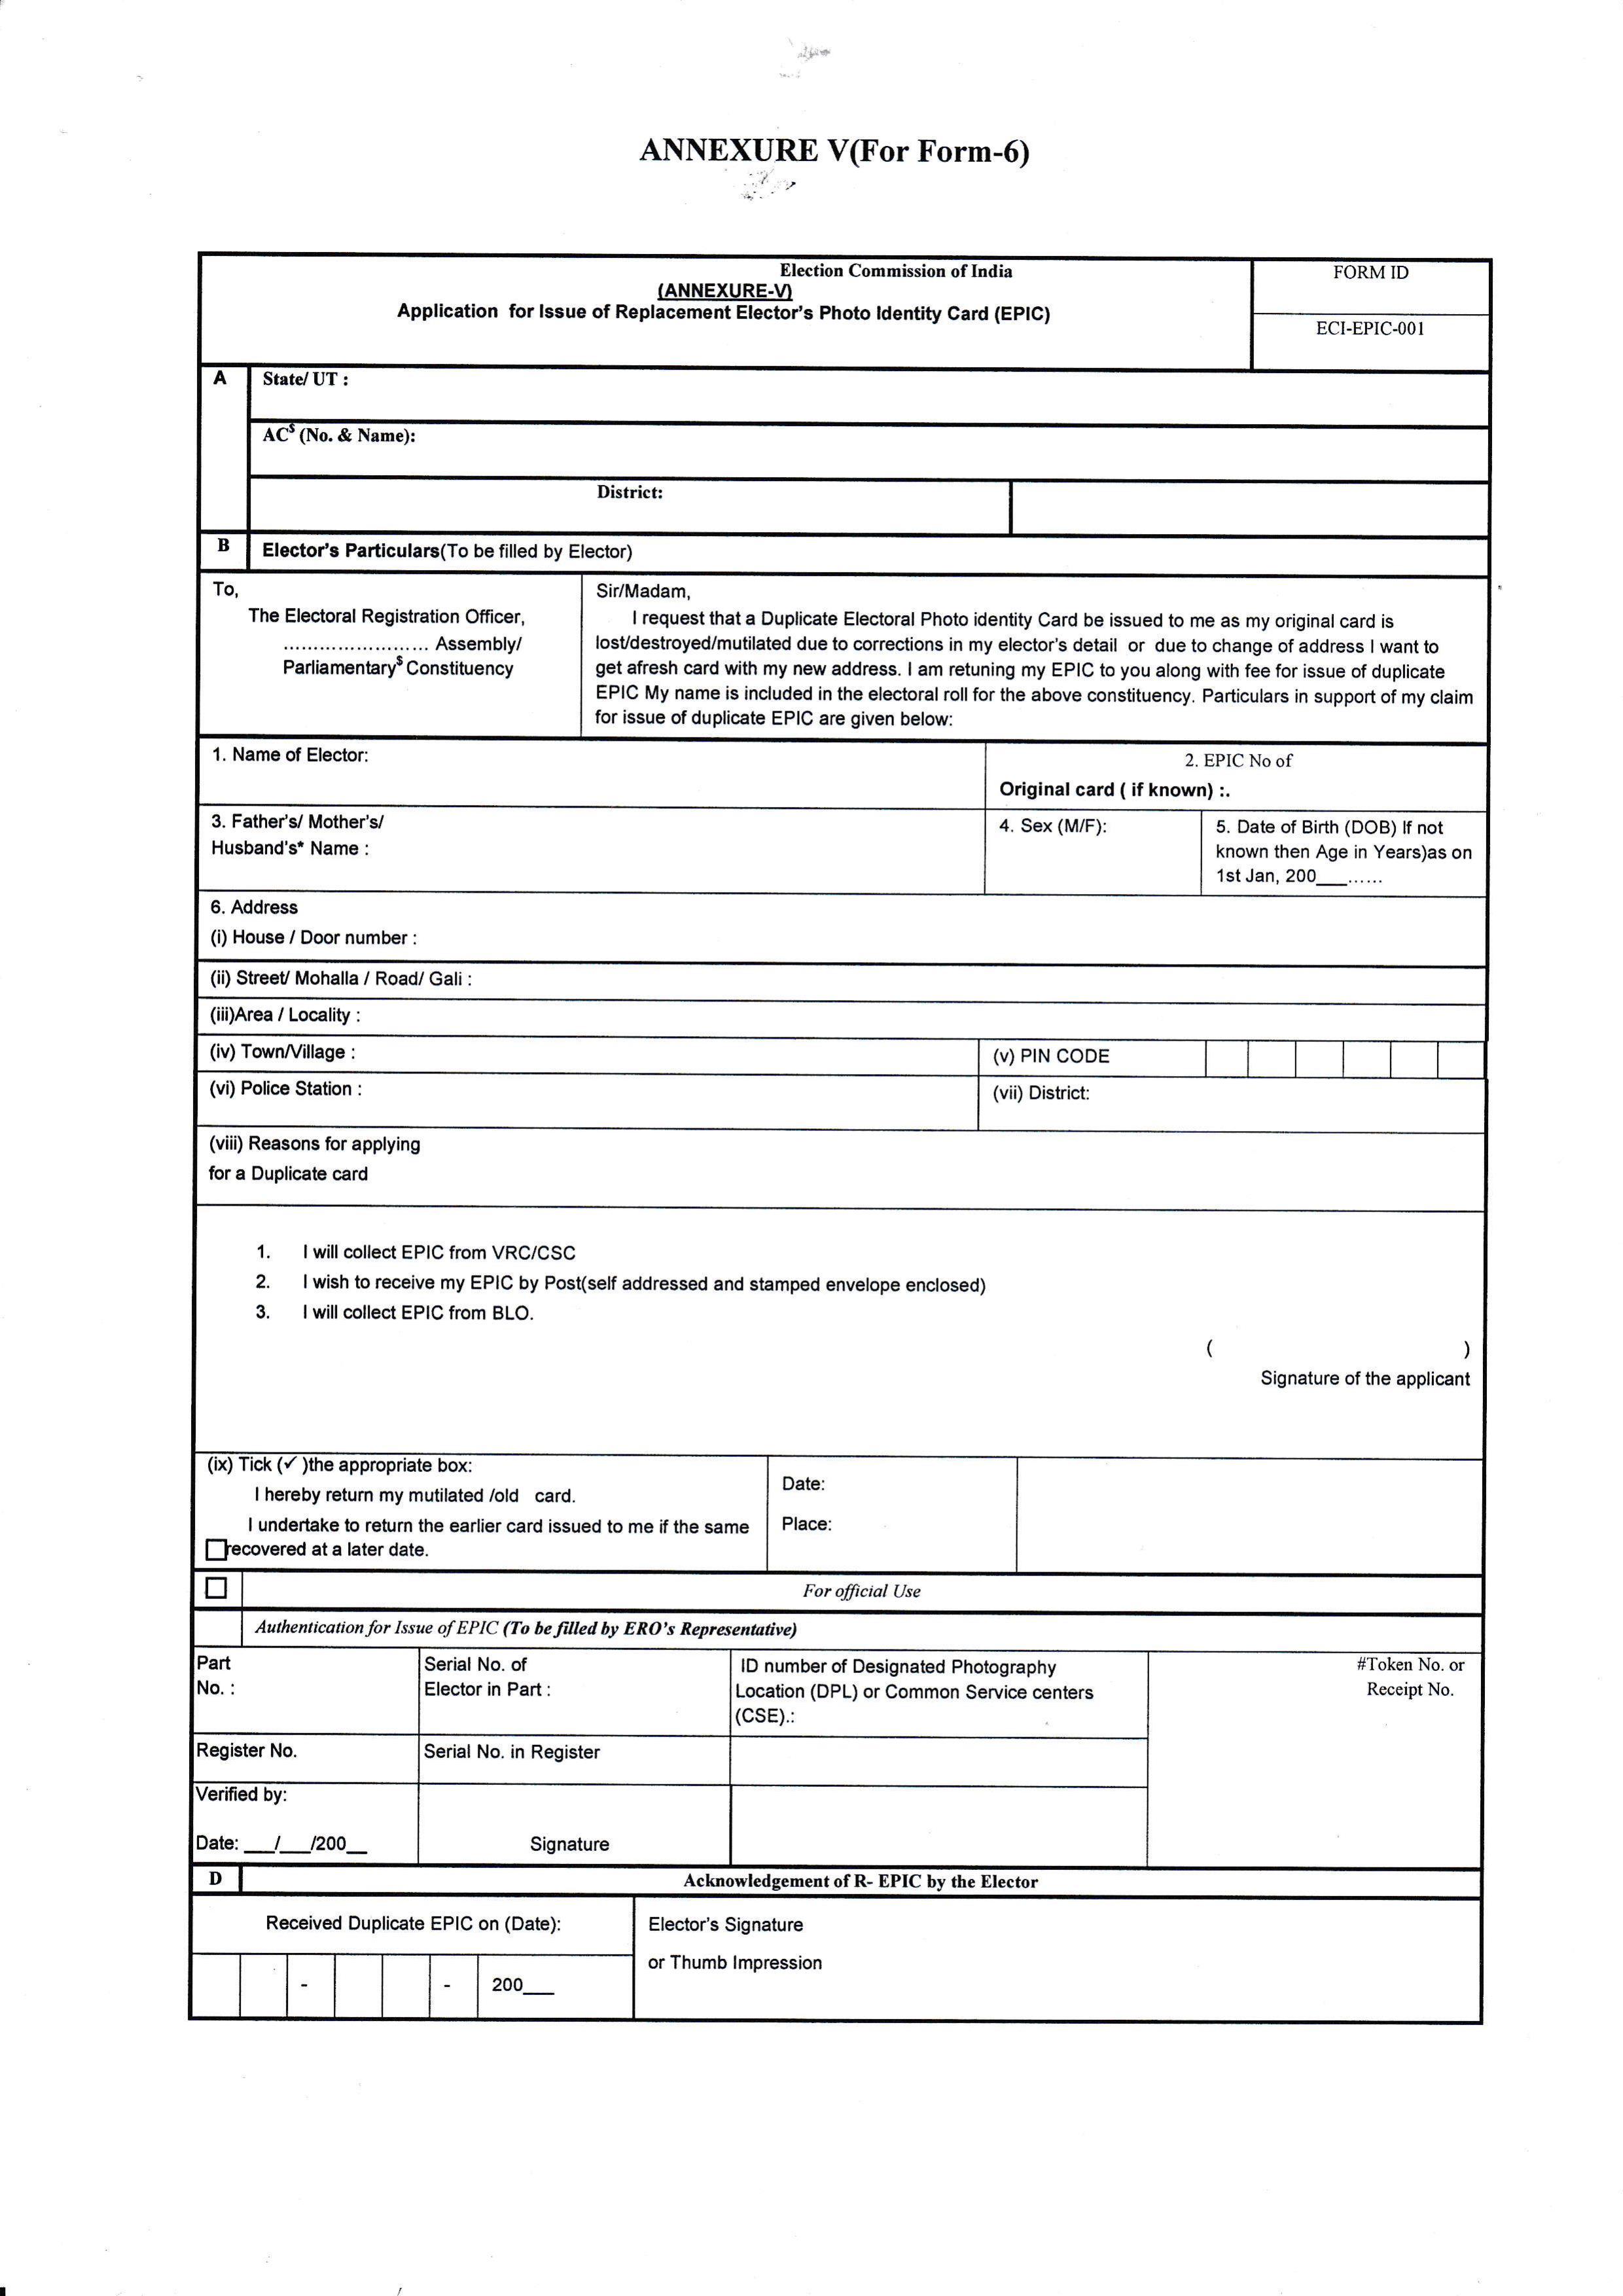 ANNEXURE V(For Form-6)
Election Commission of India
(ANNEXURE-V)
Application for Issue of Replacement Elector's Photo Identity Card (EPIC)
FORM ID
ECI-EPIC-001
A
State/ UT :
AC$ (No. & Name):
District:
B
Elector's Particulars(To be filled by Elector)
To,
The Electoral Registration Officer,
........................ Assembly/
Parliamentary$ Constituency
Sir/Madam,
I request that a Duplicate Electoral Photo identity Card be issued to me as my original card is
lost/destroyed/mutilated due to corrections in my elector's detail or due to change of address I want to
get afresh card with my new address. I am retuning my EPIC to you along with fee for issue of duplicate
EPIC My name is included in the electoral roll for the above constituency. Particulars in support of my claim
for issue of duplicate EPIC are given below:
1. Name of Elector:
2. EPIC No of
Original card ( if known) :.
3. Father's/ Mother's/
Husband's* Name :
4. Sex (M/F):
5. Date of Birth (DOB) If not
known then Age in Years)as on
1st Jan, 200___......
6. Address
(i) House / Door number :
(ii) Street/ Mohalla / Road/ Gali :
(iii)Area / Locality :
(iv) Town/Village :
(v) PIN CODE
(vi) Police Station :
(vii) District:
(viii) Reasons for applying
for a Duplicate card
1. I will collect EPIC from VRC/CSC
2. I wish to receive my EPIC by Post(self addressed and stamped envelope enclosed)
3. I will collect EPIC from BLO.
( )
Signature of the applicant
(ix) Tick (✓ )the appropriate box:
I hereby return my mutilated /old card.
I undertake to return the earlier card issued to me if the same
recovered at a later date.
Date:
Place:
For official Use
Authentication for Issue of EPIC (To be filled by ERO's Representative)
Part
No. :
Serial No. of
Elector in Part :
ID number of Designated Photography
Location (DPL) or Common Service centers
(CSE).:
#Token No. or
Receipt No.
Register No.
Serial No. in Register
Verified by:
Date: ___/___/200__
Signature
D
Acknowledgement of R- EPIC by the Elector
Received Duplicate EPIC on (Date):
Elector's Signature
or Thumb Impression
- - 200___